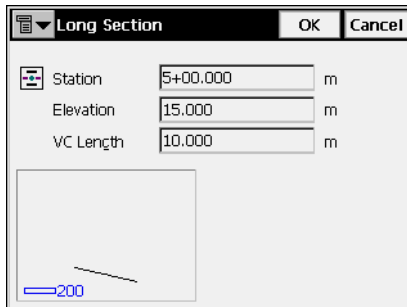 Long Section OK Cancel
Station 5+00.000 m
Elevation 15.000 m
VC Length 10.000 m
200